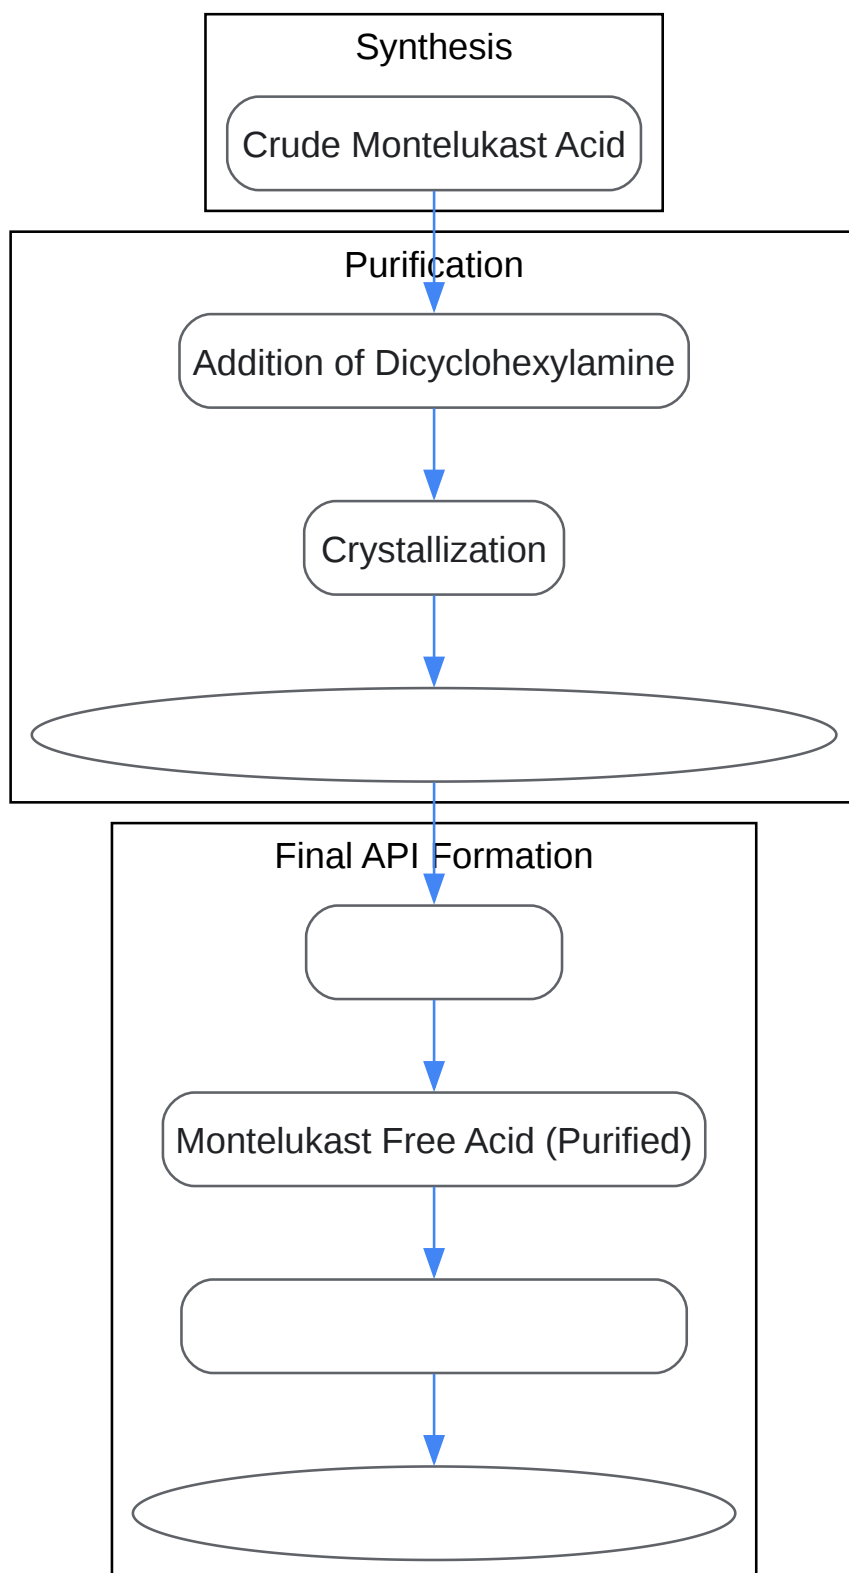 Synthesis
Crude Montelukast Acid
Purification
Addition of Dicyclohexylamine
Crystallization
Final API Formation
Montelukast Free Acid (Purified)